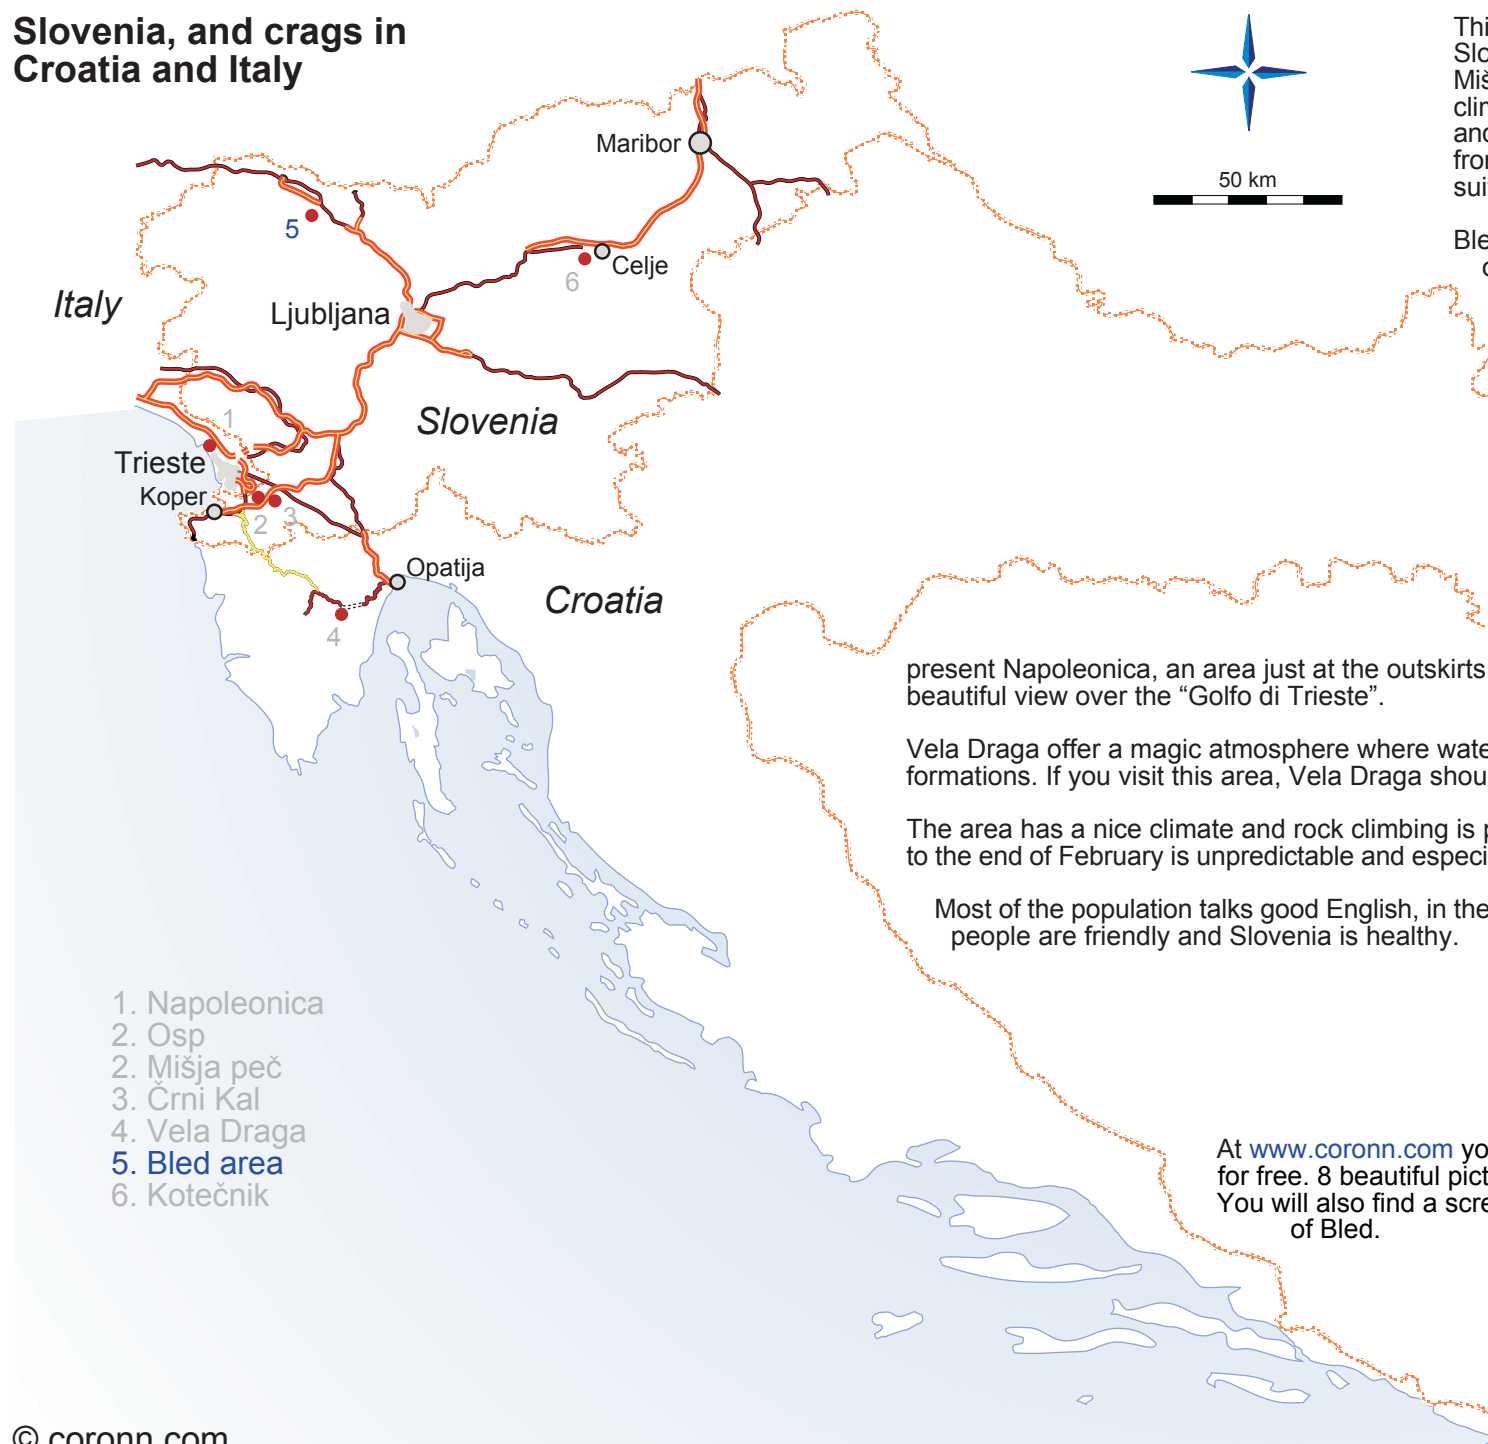 Slovenia, and crags in
Croatia and Italy
Maribor
50 km
5
Celje
6
Italy
Ljubljana
1
Slovenia
Trieste
Koper
2
3
Opatija
Croatia
4
present Napoleonica, an area just at the outskirts
beautiful view over the “Golfo di Trieste”.
Vela Draga offer a magic atmosphere where
formations. If you visit this area, Vela Draga
The area has a nice climate and rock climbing is
to the end of February is unpredictable and
Most of the population talks good English, in the
people are friendly and Slovenia is healthy.
1. Napoleonica
2. Osp
2. Mišja peč
3. Črni Kal
4. Vela Draga
5. Bled area
6. Kotečnik
At www.coronn.com
for free. 8 beautiful
You will also find a
of Bled.
© coronn.com